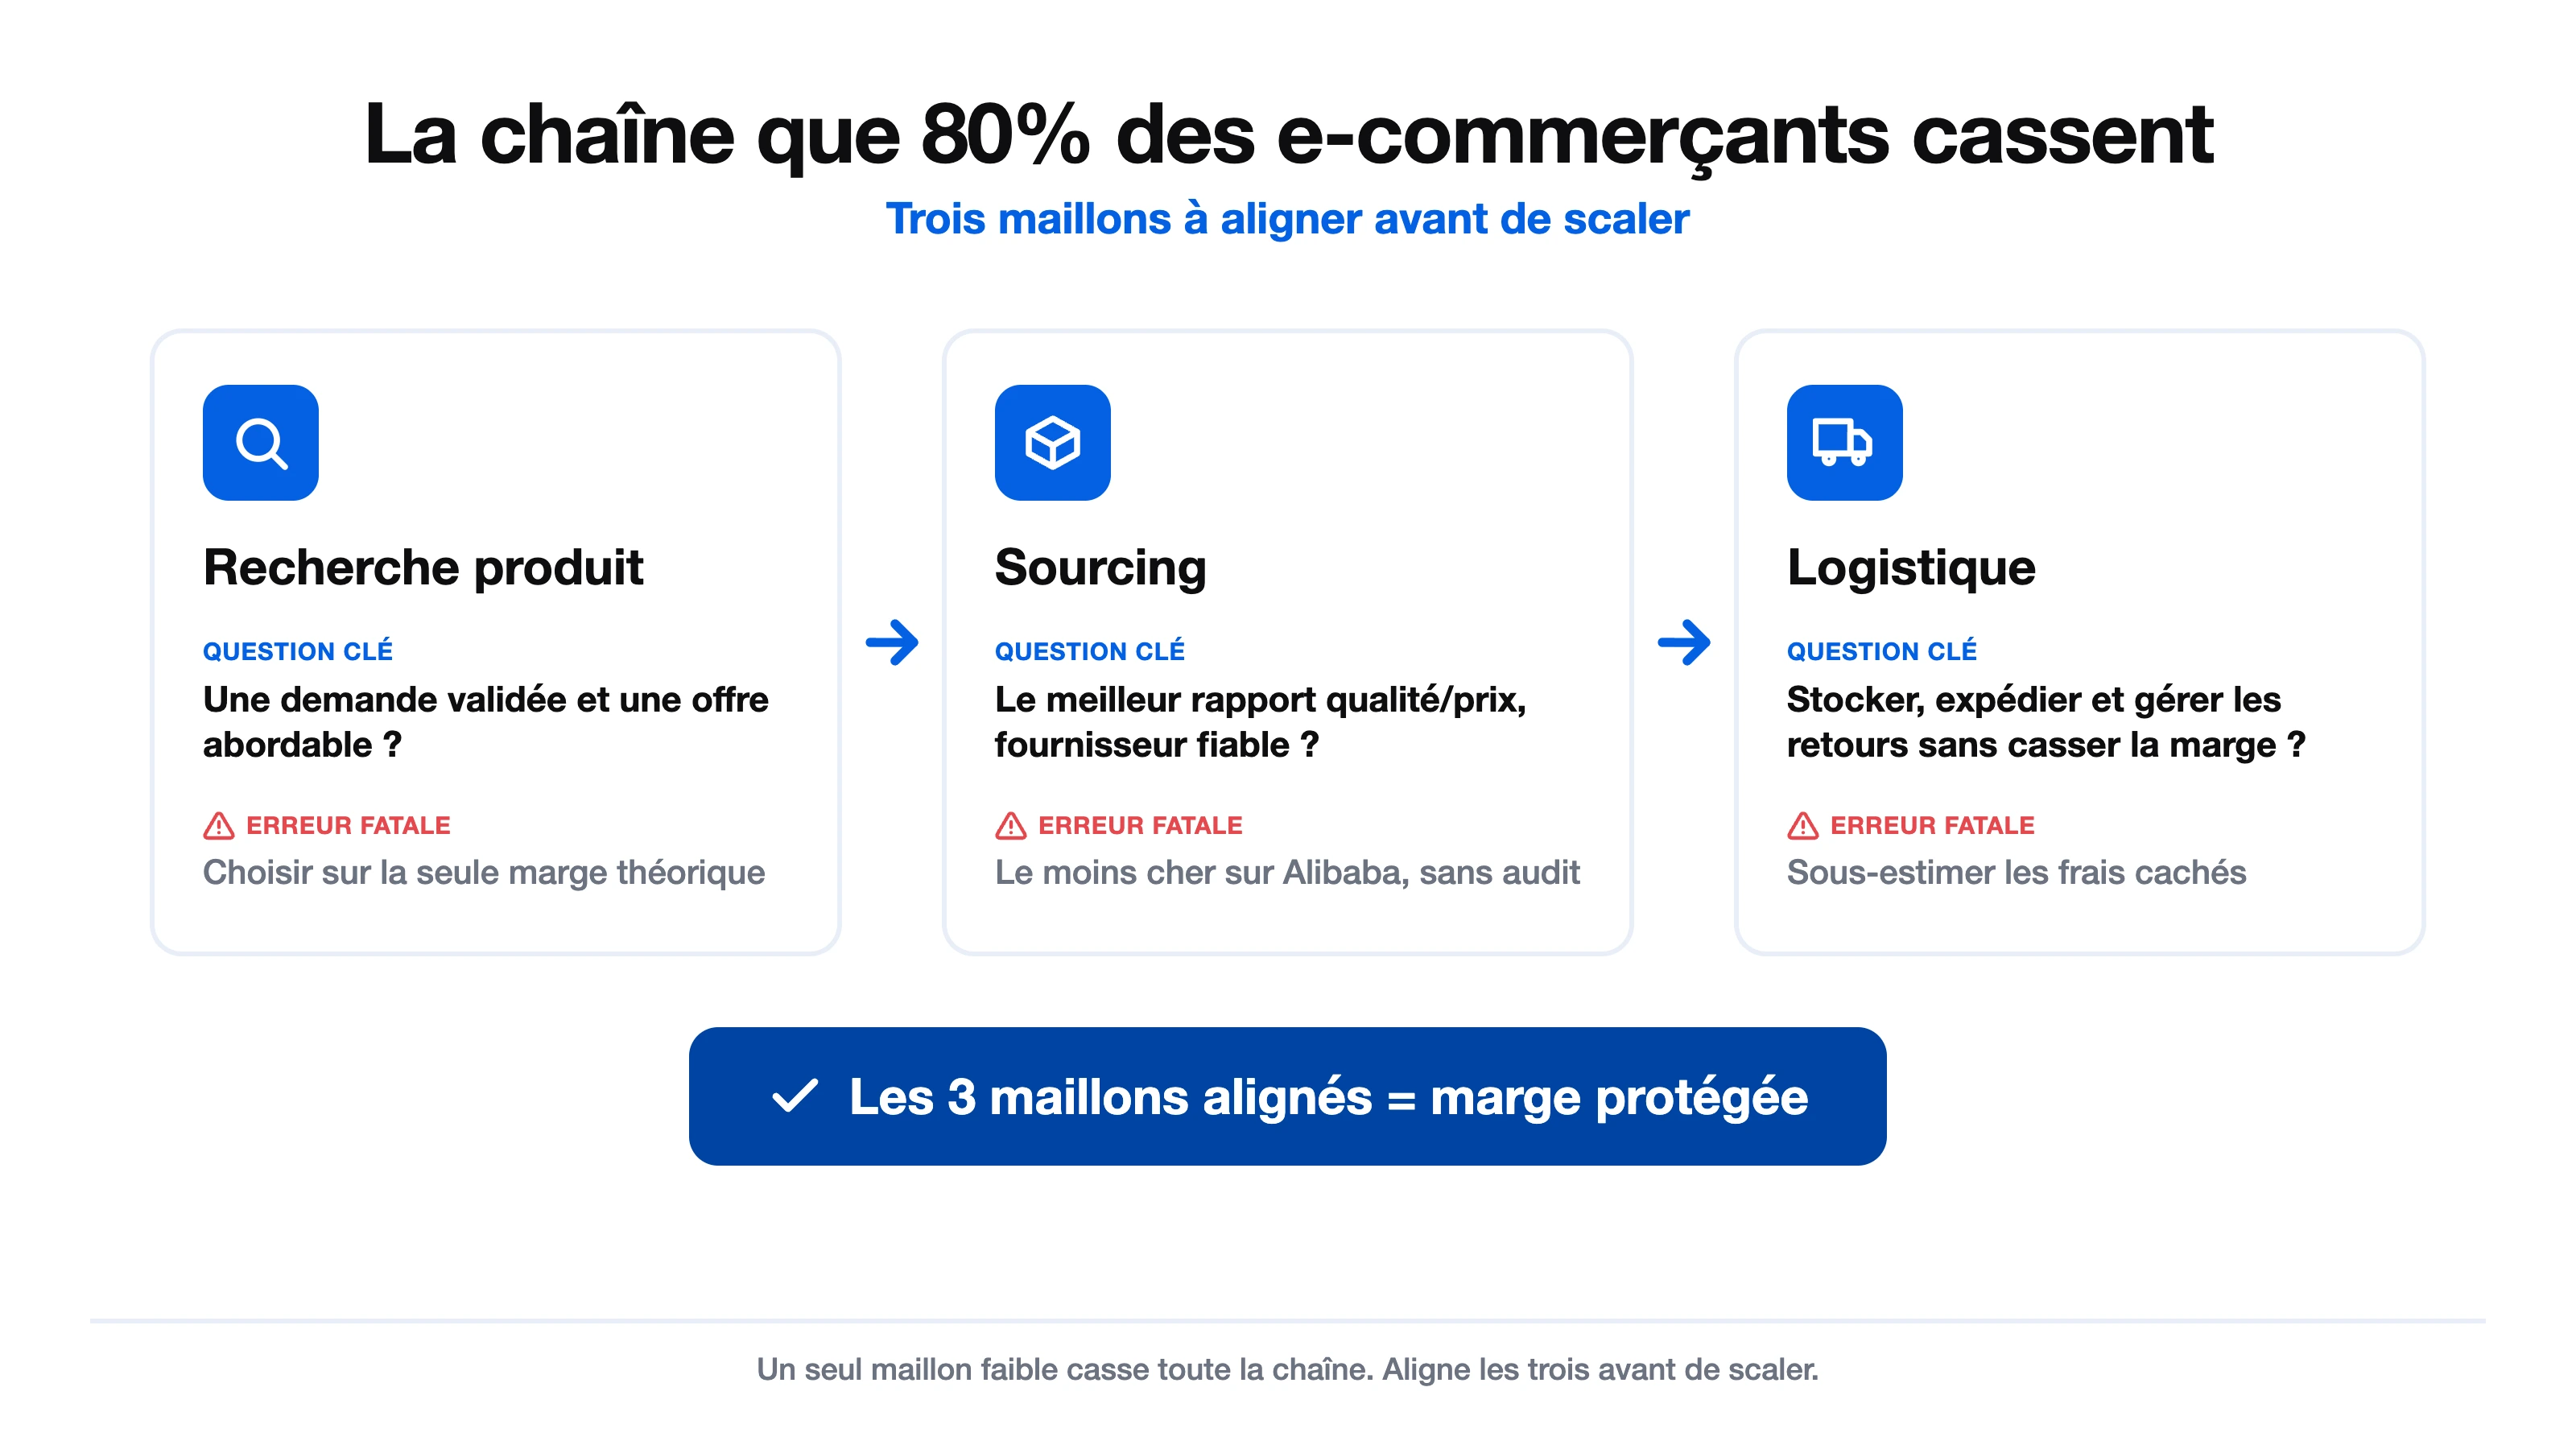 La chaîne que 80% des e-commerçants cassent
Trois maillons à aligner avant de scaler
Recherche produit
QUESTION CLÉ
Une demande validée et une offre
abordable ?
ERREUR FATALE
Choisir sur la seule marge théorique
Sourcing
QUESTION CLÉ
Le meilleur rapport qualité/prix,
fournisseur fiable ?
ERREUR FATALE
Le moins cher sur Alibaba, sans audit
Logistique
QUESTION CLÉ
Stocker, expédier et gérer les
retours sans casser la marge ?
ERREUR FATALE
Sous-estimer les frais cachés
Les 3 maillons alignés = marge protégée
Un seul maillon faible casse toute la chaîne. Aligne les trois avant de scaler.